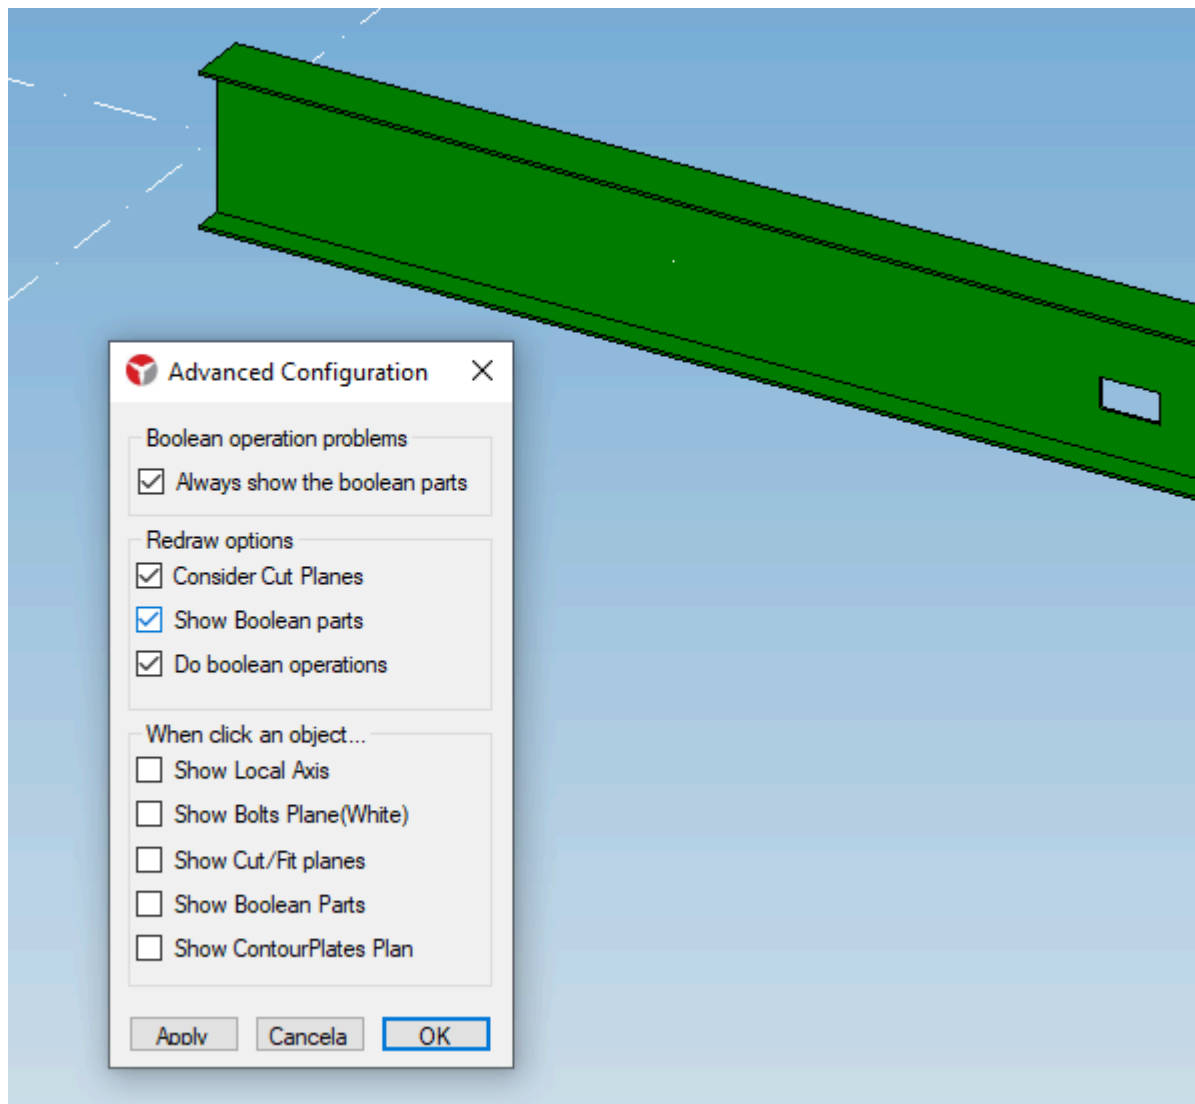 Advanced Configuration
Boolean operation problems
Always show the boolean parts
Redraw options
Consider Cut Planes
Show Boolean parts
Do boolean operations
When click an object...
Show Local Axis
Show Bolts Plane(White)
Show Cut/Fit planes
Show Boolean Parts
Show ContourPlates Plan
Apply Cancela OK